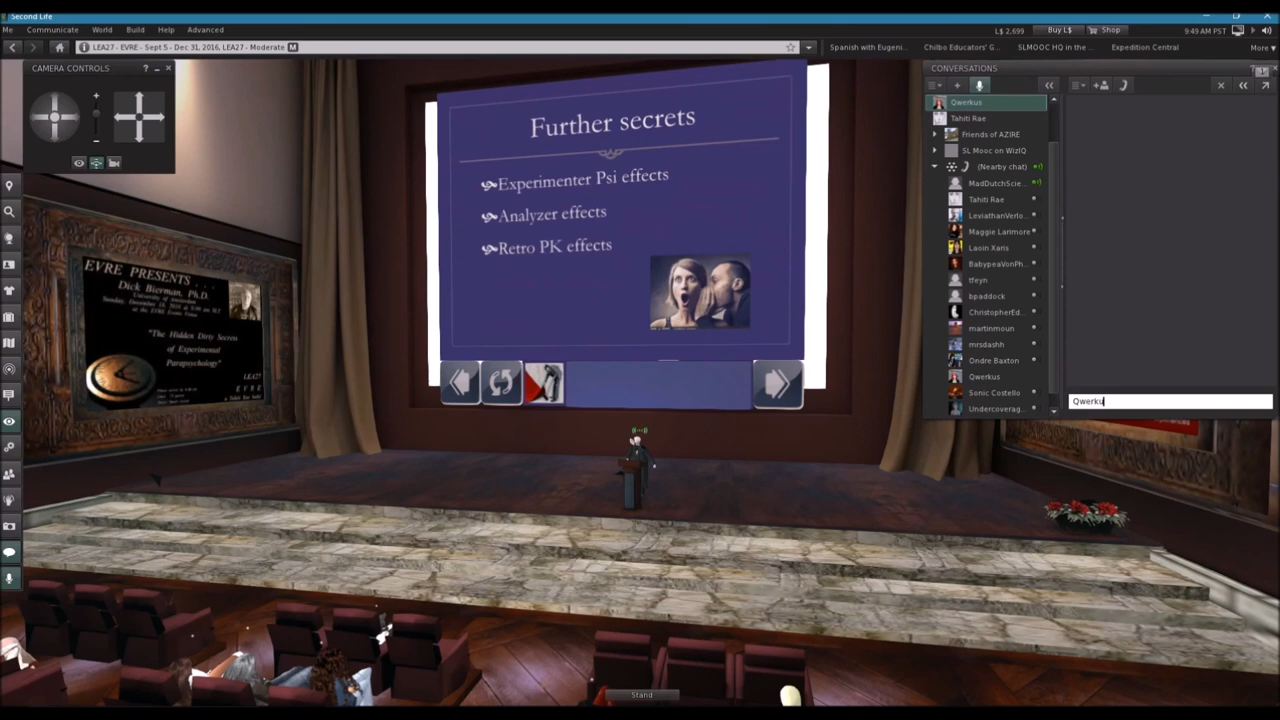 Second Life
Me Communicate World Build Help Advanced
L$ 2,699 Buy L$ Shop 9:49 AM PST
LEA27 - EVRE - Sept 5 - Dec 31, 2016, LEA27 - Moderate M
Spanish with Eugeni... Chilbo Educators' G... SLMOOC HQ in the ... Expedition Central More
CAMERA CONTROLS ?
CONVERSATIONS
Qwerkus
Tahiti Rae
Friends of AZIRE
SL Mooc on WizIQ
(Nearby chat)
MadDutchScie...
Tahiti Rae
LeviathanVerlo...
Maggie Larimore
Laoin Xaris
BabypeaVonPh...
tfeyn
bpaddock
ChristopherEd...
martinmoun
mrsdashh
Ondre Baxton
Qwerkus
Sonic Costello
Undercoverag...
Qwerku
Further secrets
Experimenter Psi effects
Analyzer effects
Retro PK effects
EVRE PRESENTS . . .
Dick Bierman, Ph.D.
University of Amsterdam
"The Hidden Dirty Secrets
of Experimental
Parapsychology"
LEA27
E V R E
Stand